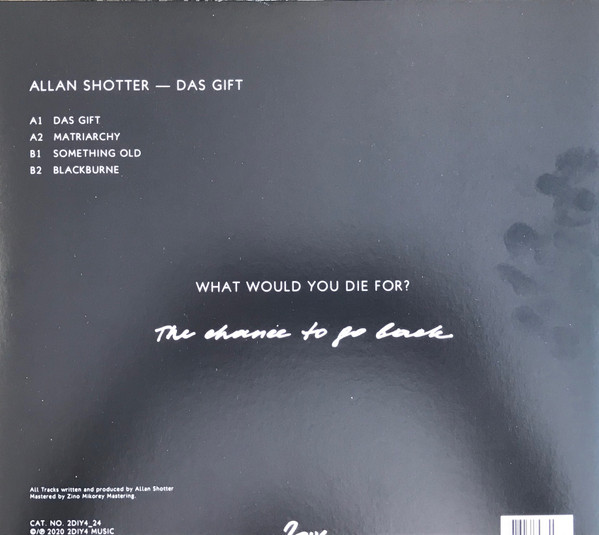 ALLAN SHOTTER — DAS GIFT
A1 DAS GIFT
A2 MATRIARCHY
B1 SOMETHING OLD
B2 BLACKBURNE
WHAT WOULD YOU DIE FOR?
The chance to go back
All Tracks written and produced by Allan Shotter
Mastered by Zino Mikorey Mastering.
CAT. NO. 2DIY4_24
©/℗ 2020 2DIY4 MUSIC